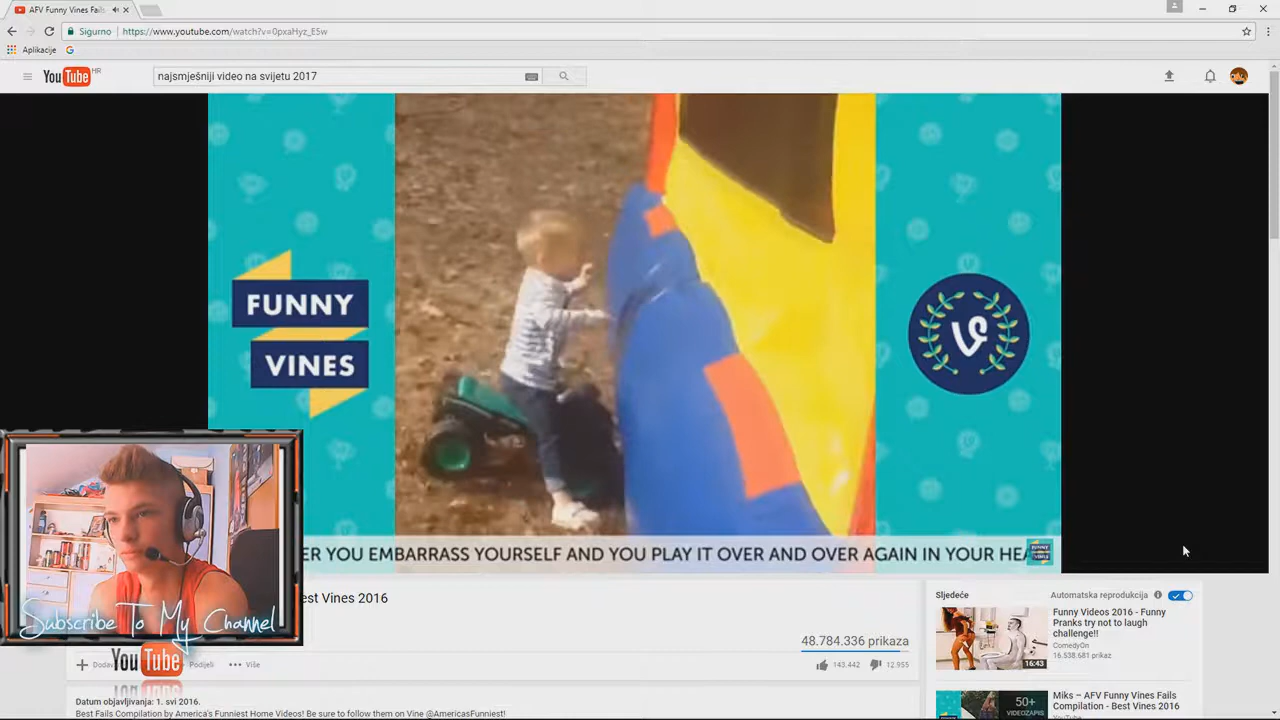 AFV Funny Vines Fails
Sigurno
https://www.youtube.com/watch?v=0pxaHyz_E5w
Aplikacije
YouTube HR
najsmješniji video na svijetu 2017
FUNNY
VINES
ER YOU EMBARRASS YOURSELF AND YOU PLAY IT OVER AND OVER AGAIN IN YOUR HEA
FUNNY
VINES
Subscribe To My Channel
YouTube
est Vines 2016
48.784.336 prikaza
Podijeli
Više
143.442
12.955
Datum objavljivanja: 1. svi 2016.
Best Fails Compilation by America's Funniest Home Videos! Be sure to follow them on Vine @AmericasFunniest!
Sljedeće
Automatska reprodukcija
16:43
Funny Videos 2016 - Funny
Pranks try not to laugh
challenge!!
ComedyOn
16.538.681 prikaz
50+
VIDEOZAPIS
Miks – AFV Funny Vines Fails
Compilation - Best Vines 2016
YouTube